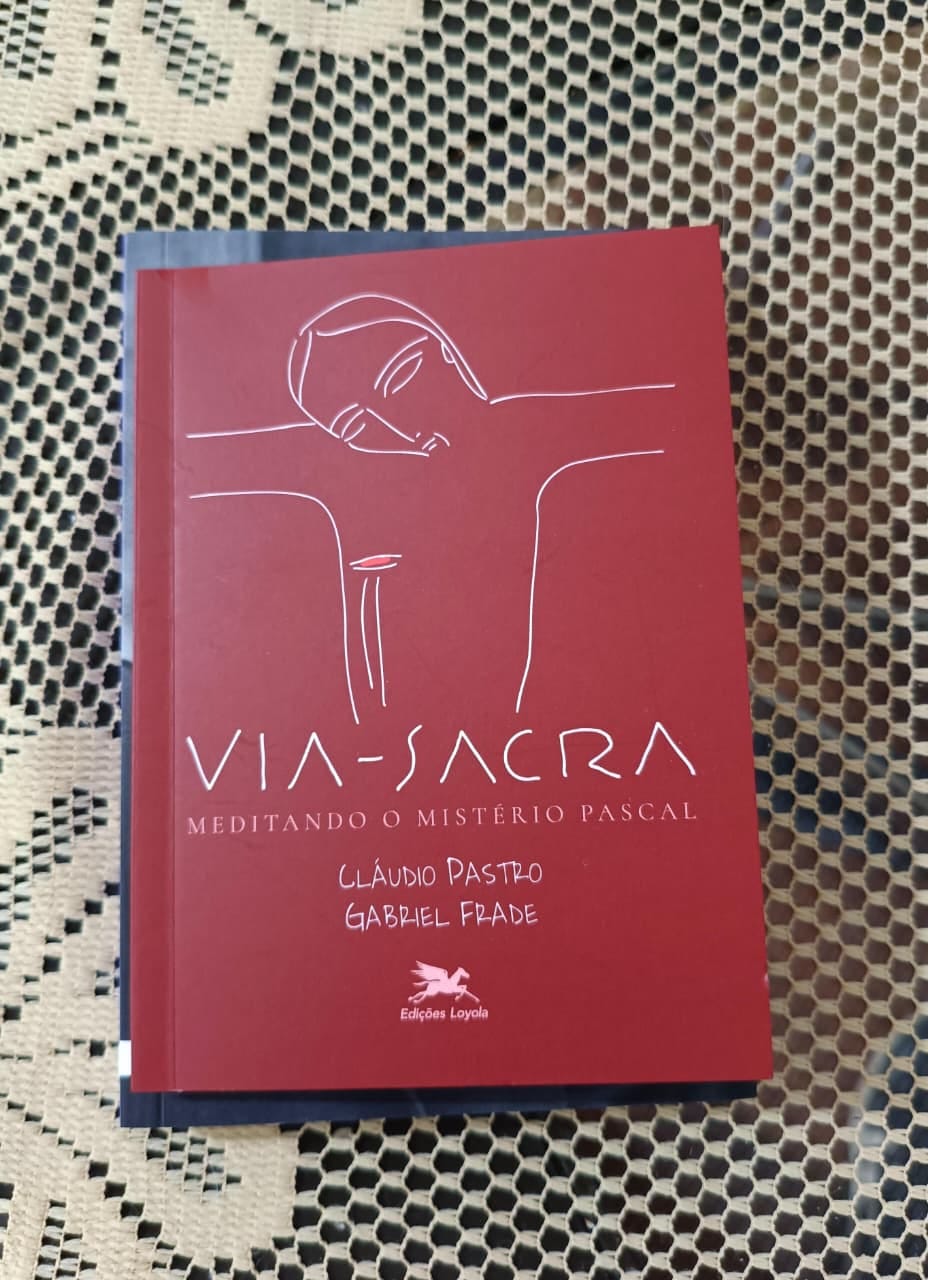 VIA-SACRA
MEDITANDO O MISTÉRIO PASCAL
CLÁUDIO PASTRO
GABRIEL FRADE
Edições Loyola